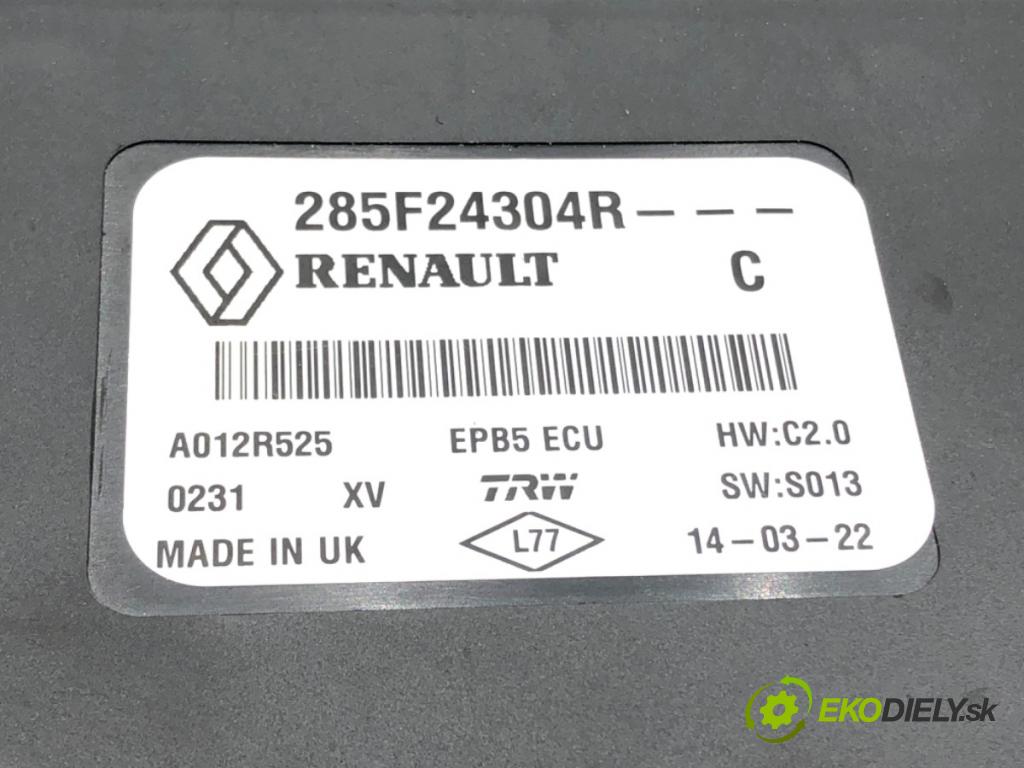 285F24304R– – –
RENAULT C
A012R525 EPB5 ECU HW:C2.0
0231 XV TRW SW:S013
MADE IN UK L77 14–03–22
EKODIELY.sk